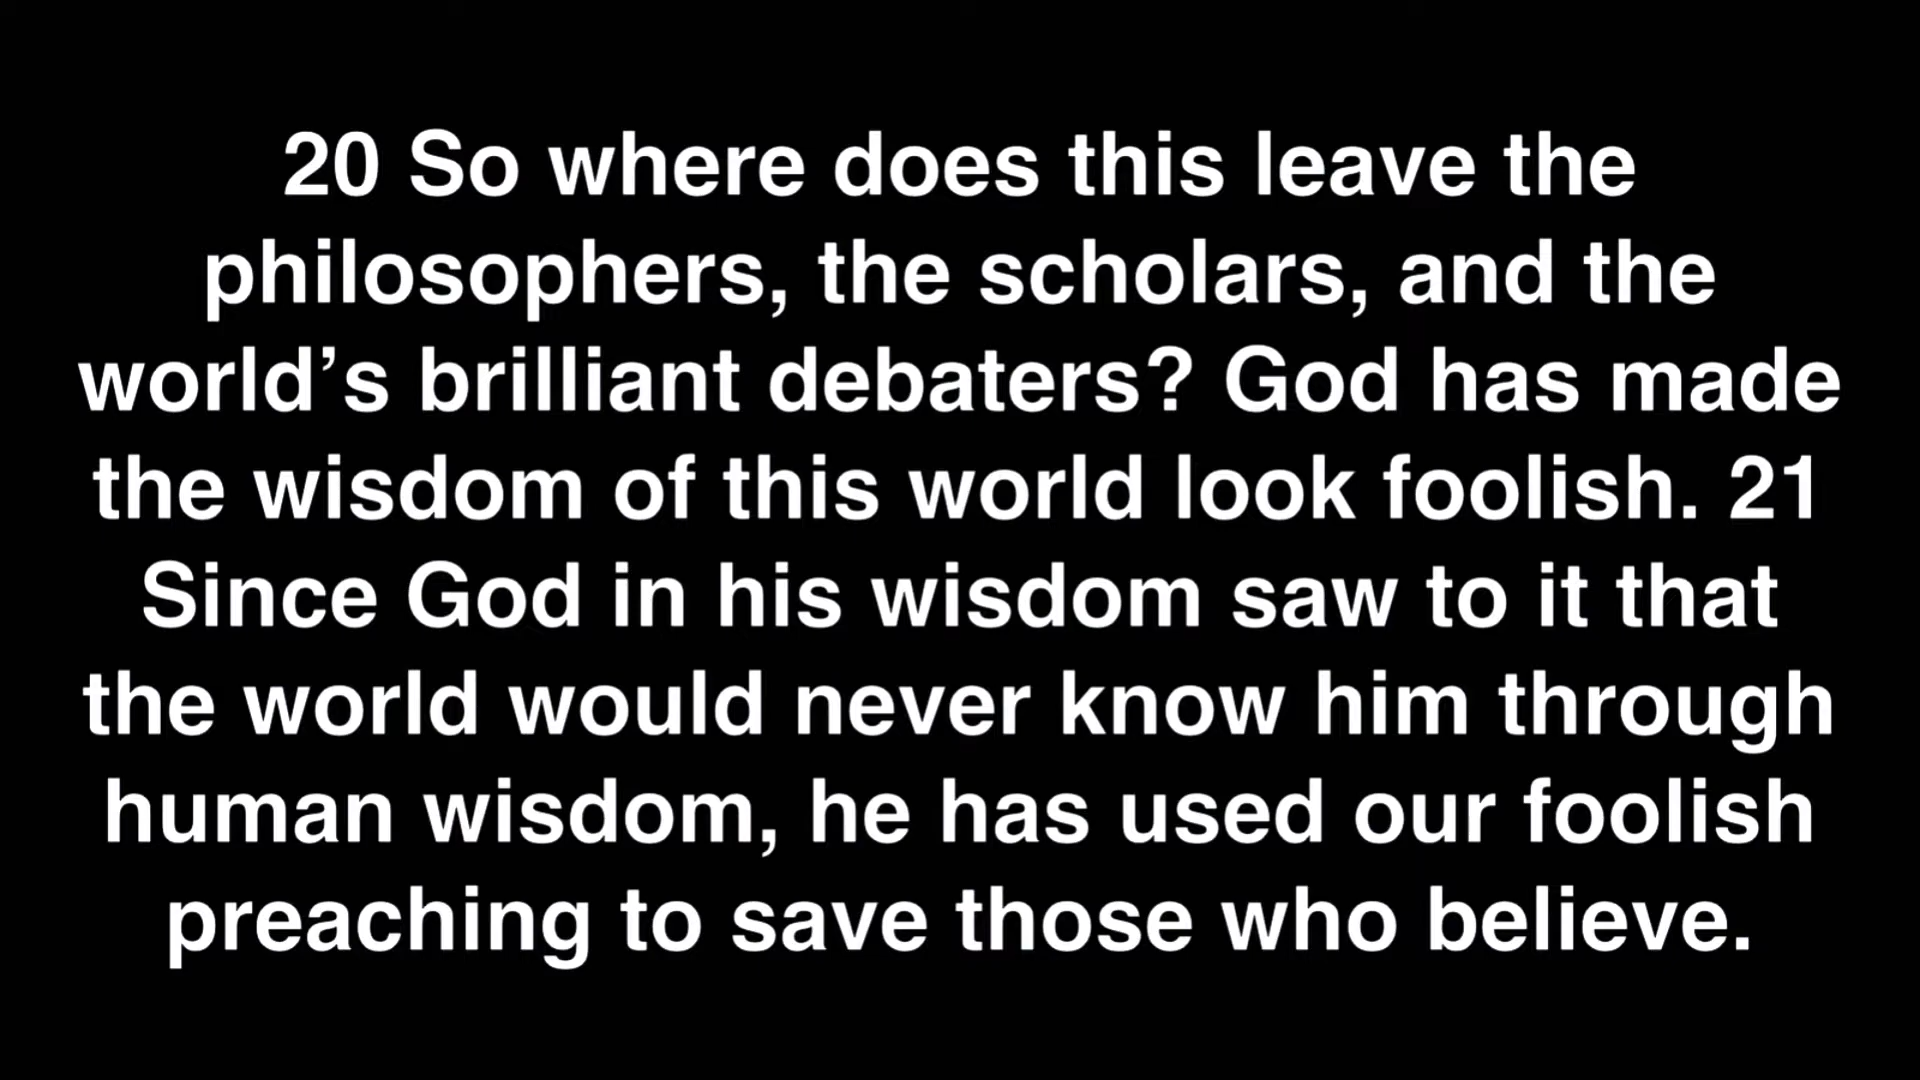 20 So where does this leave the
philosophers, the scholars, and the
world’s brilliant debaters? God has made
the wisdom of this world look foolish. 21
Since God in his wisdom saw to it that
the world would never know him through
human wisdom, he has used our foolish
preaching to save those who believe.